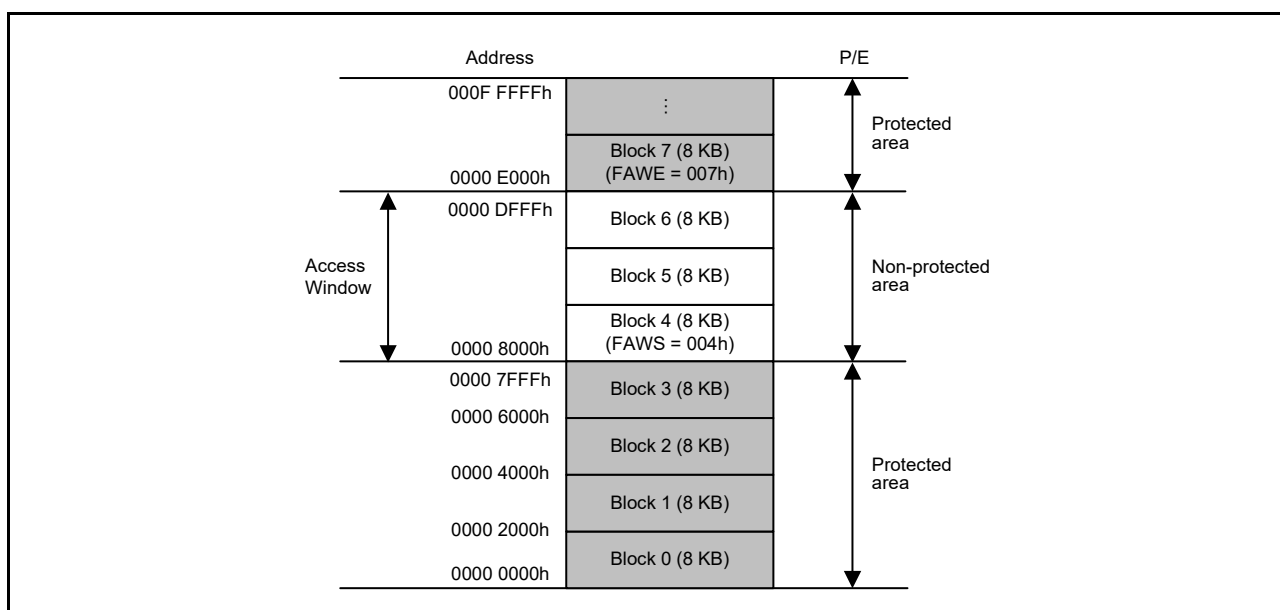 Address P/E
000F FFFFh
⋮
Protected
area
Block 7 (8 KB)
(FAWE = 007h)
0000 E000h
0000 DFFFh
Block 6 (8 KB)
Access
Window
Block 5 (8 KB)
Non-protected
area
Block 4 (8 KB)
(FAWS = 004h)
0000 8000h
0000 7FFFh
Block 3 (8 KB)
0000 6000h
Block 2 (8 KB)
0000 4000h
Protected
area
Block 1 (8 KB)
0000 2000h
Block 0 (8 KB)
0000 0000h